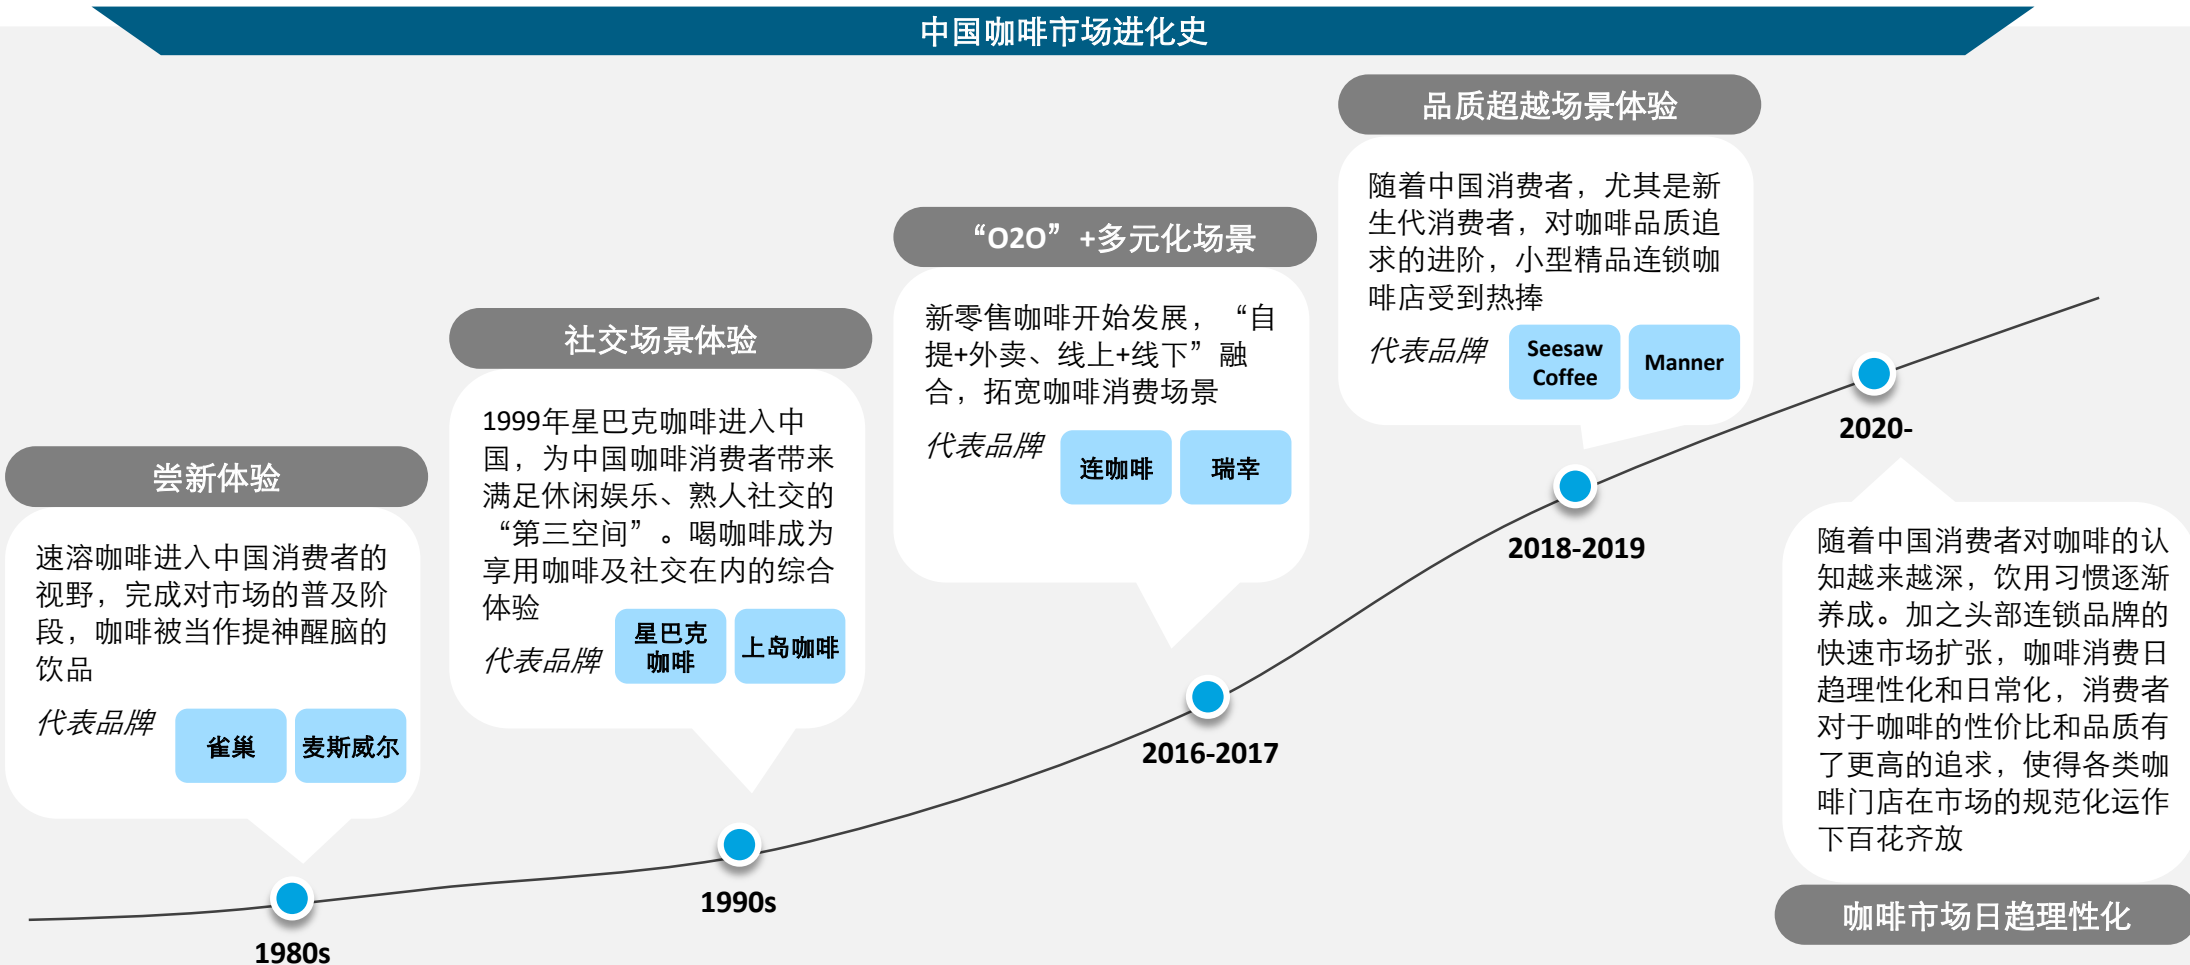 中国咖啡市场进化史
尝新体验
速溶咖啡进入中国消费者的
视野，完成对市场的普及阶
段，咖啡被当作提神醒脑的
饮品
代表品牌
雀巢
麦斯威尔
1980s
社交场景体验
1999年星巴克咖啡进入中
国，为中国咖啡消费者带来
满足休闲娱乐、熟人社交的
“第三空间”。喝咖啡成为
享用咖啡及社交在内的综合
体验
代表品牌
星巴克
咖啡
上岛咖啡
1990s
“O2O”+多元化场景
新零售咖啡开始发展，“自
提+外卖、线上+线下”融
合，拓宽咖啡消费场景
代表品牌
连咖啡
瑞幸
2016-2017
品质超越场景体验
随着中国消费者，尤其是新
生代消费者，对咖啡品质追
求的进阶，小型精品连锁咖
啡店受到热捧
代表品牌
Seesaw
Coffee
Manner
2018-2019
2020-
随着中国消费者对咖啡的认
知越来越深，饮用习惯逐渐
养成。加之头部连锁品牌的
快速市场扩张，咖啡消费日
趋理性化和日常化，消费者
对于咖啡的性价比和品质有
了更高的追求，使得各类咖
啡门店在市场的规范化运作
下百花齐放
咖啡市场日趋理性化